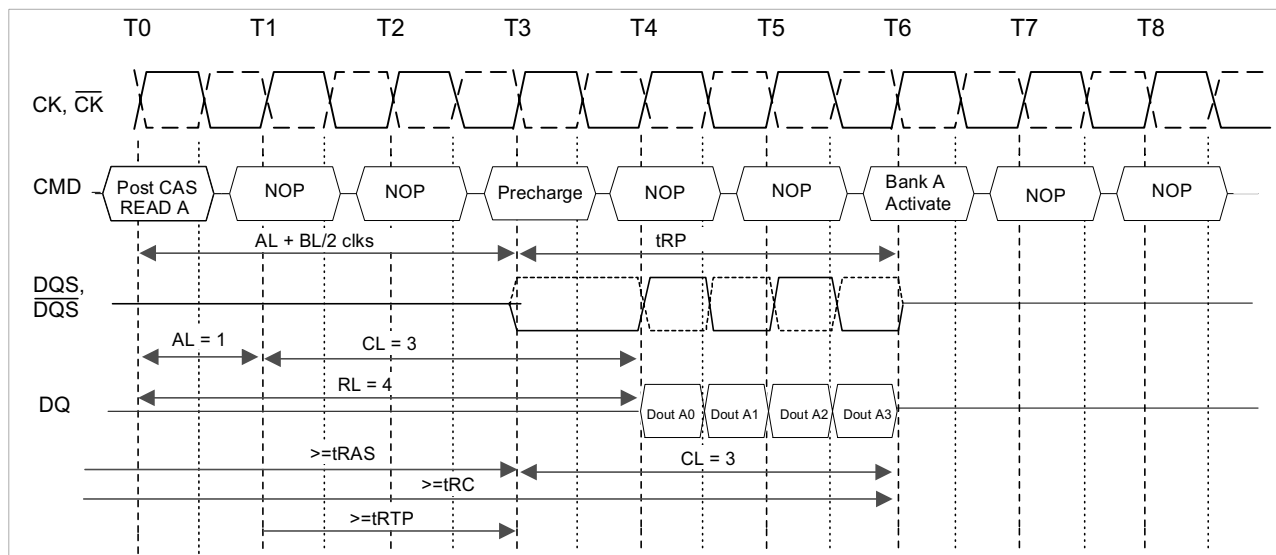 T0 T1 T2 T3 T4 T5 T6 T7 T8
CK, C̅K̅
CMD Post CAS READ A NOP NOP Precharge NOP NOP Bank A Activate NOP NOP
AL + BL/2 clks tRP
DQS,
D̅Q̅S̅
AL = 1 CL = 3
RL = 4
DQ Dout A0 Dout A1 Dout A2 Dout A3
>=tRAS CL = 3
>=tRC
>=tRTP